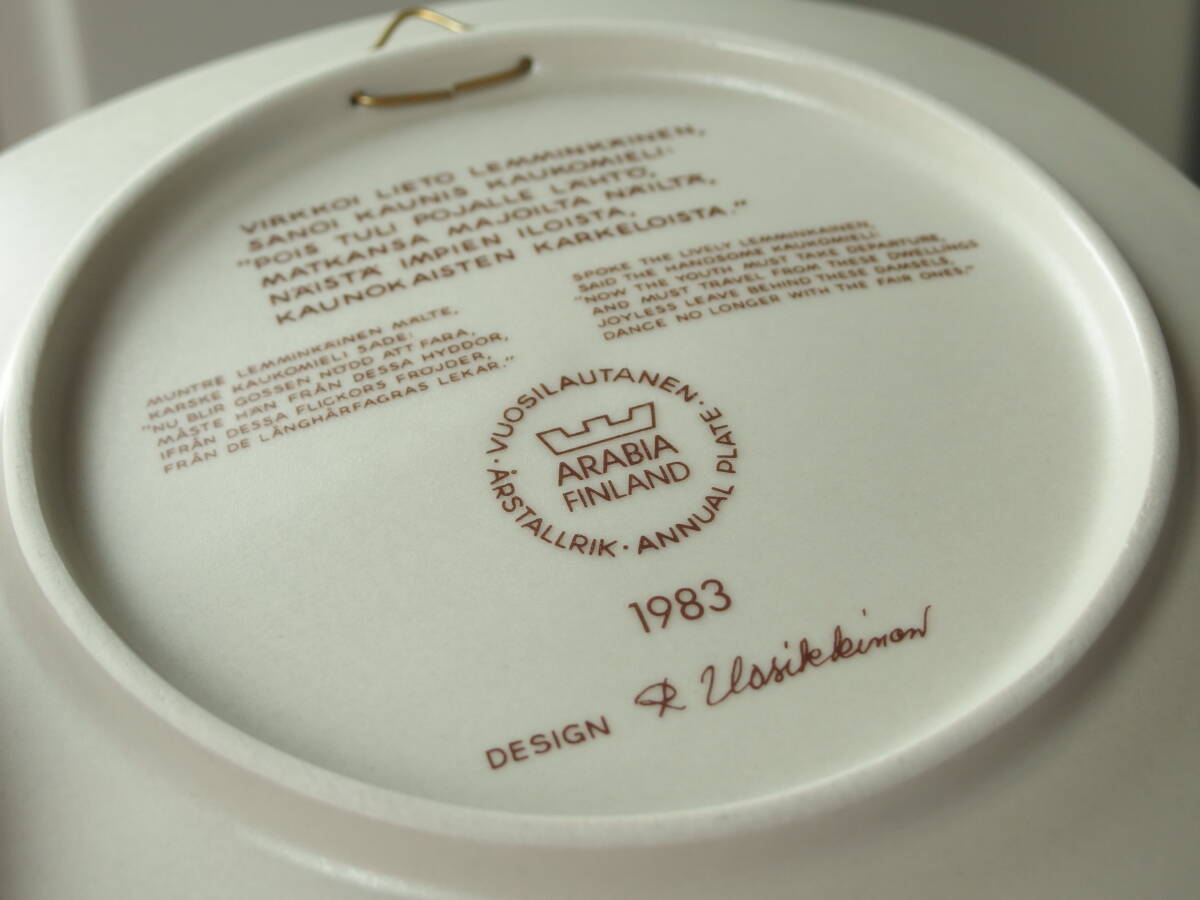 VIRKKOI LIETO LEMMINKÄINEN,
SANOI KAUNIS KAUKOMIELI:
"POIS TULI POJALLE LÄHTÖ,
MATKANSA MAJOILTA NÄILTÄ,
NÄISTÄ IMPIEN ILOISTA,
KAUNOKAISTEN KARKELOISTA."
MUNTRE LEMMINKÄINEN MÄLTE,
KARSKE KAUKOMIELI SADE:
"NU BLIR GOSSEN NÖDD ATT FARA,
MÅSTE HÄN FRÅN DESSA HYDDOR,
IFRÅN DESSA FLICKORS FRÖJDER,
FRÅN DE LÅNGHÅRFAGRAS LEKAR."
SPOKE THE LIVELY LEMMINKAINEN,
SAID THE HANDSOME KAUKOMIELI:
"NOW THE YOUTH MUST TAKE DEPARTURE,
AND MUST TRAVEL FROM THESE DWELLINGS
JOYLESS LEAVE BEHIND THESE DAMSELS,
DANCE NO LONGER WITH THE FAIR ONES."
· VUOSILAUTANEN · ANNUAL PLATE · ÅRSTALLRIK
ARABIA
FINLAND
1983
DESIGN R Uosikkinen